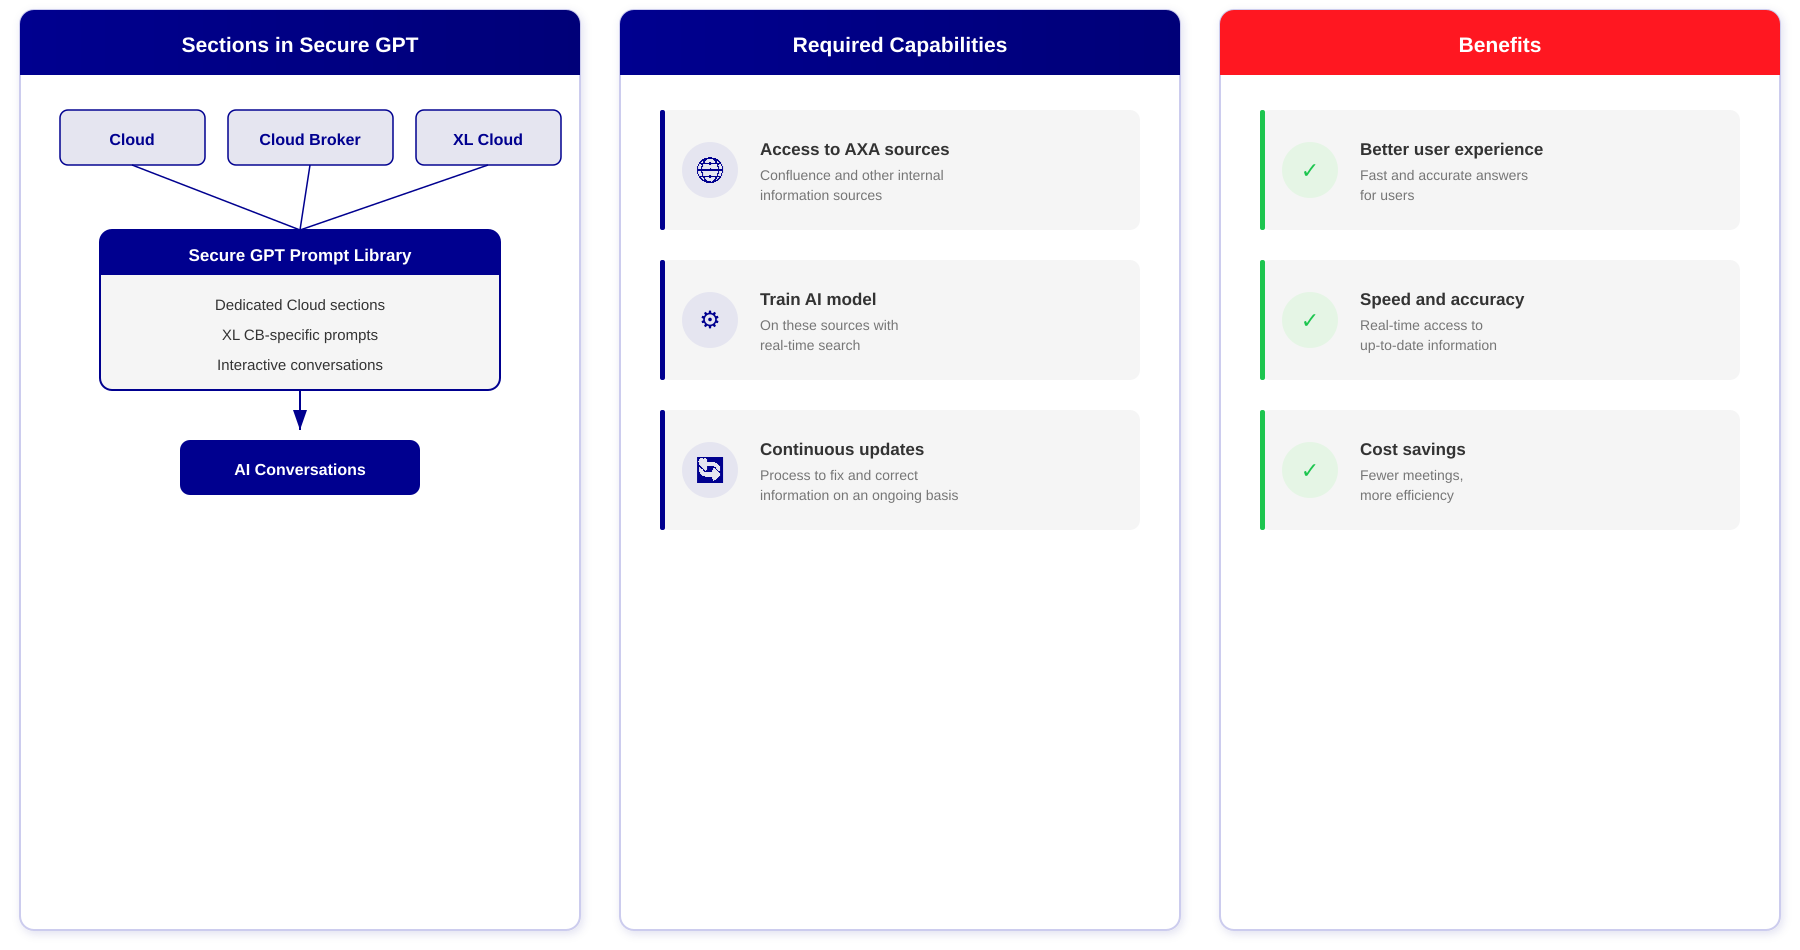 Sections in Secure GPT
Cloud
Cloud Broker
XL Cloud
Secure GPT Prompt Library
Dedicated Cloud sections
XL CB-specific prompts
Interactive conversations
AI Conversations
Required Capabilities
Access to AXA sources
Confluence and other internal
information sources
Train AI model
On these sources with
real-time search
Continuous updates
Process to fix and correct
information on an ongoing basis
Benefits
Better user experience
Fast and accurate answers
for users
Speed and accuracy
Real-time access to
up-to-date information
Cost savings
Fewer meetings,
more efficiency